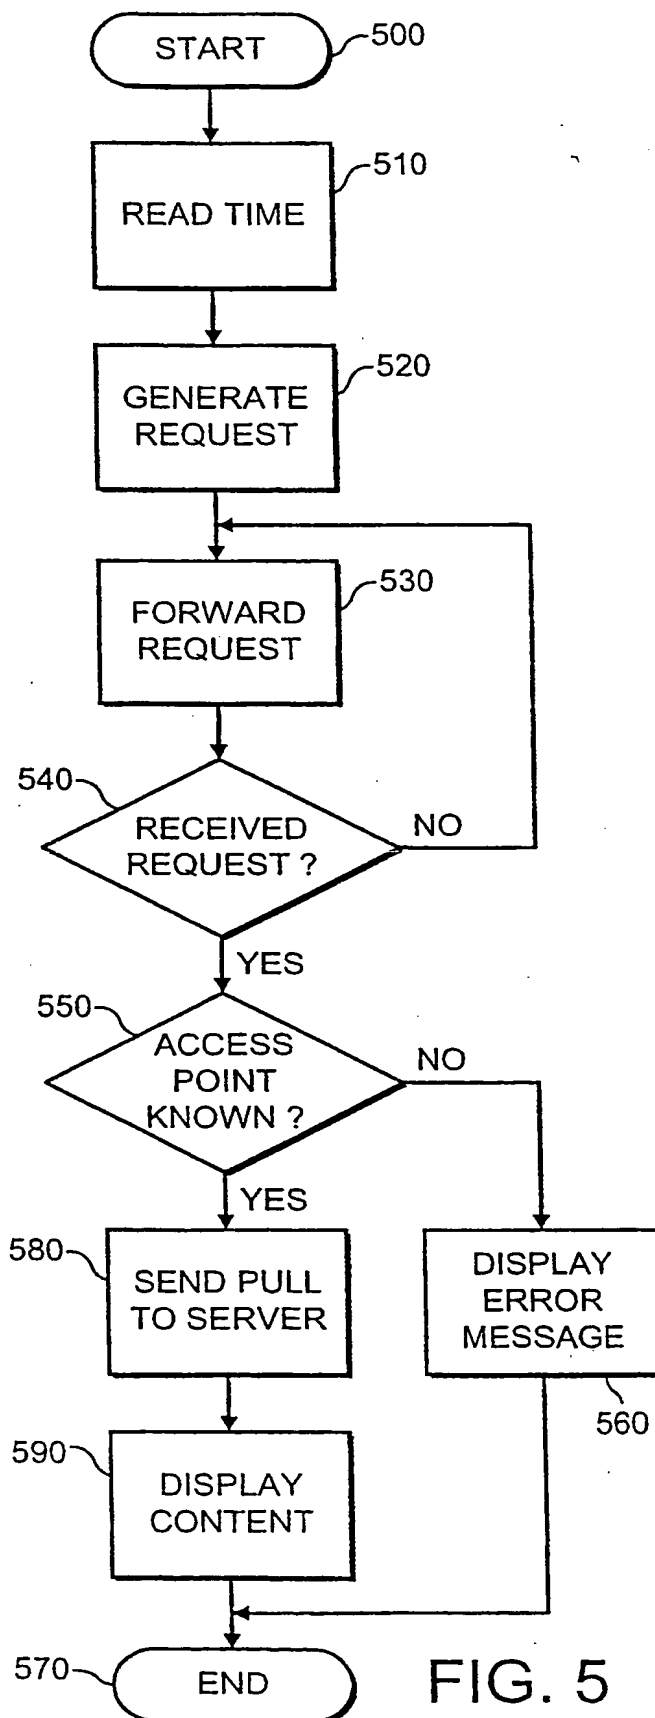 START
500
510
READ TIME
520
GENERATE
REQUEST
530
FORWARD
REQUEST
540
RECEIVED
REQUEST ?
NO
YES
550
ACCESS
POINT
KNOWN ?
NO
YES
580
SEND PULL
TO SERVER
DISPLAY
ERROR
MESSAGE
560
590
DISPLAY
CONTENT
570
END
FIG. 5